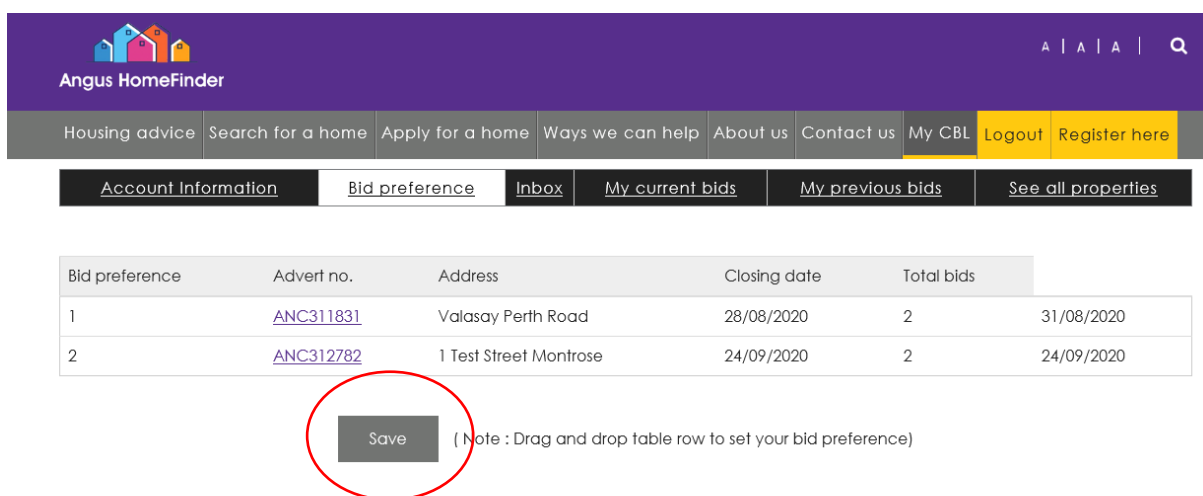 A | A | A |
Angus HomeFinder
Housing advice Search for a home Apply for a home Ways we can help About us Contact us My CBL Logout Register here
Account Information Bid preference Inbox My current bids My previous bids See all properties
Bid preference Advert no. Address Closing date Total bids
1 ANC311831 Valasay Perth Road 28/08/2020 2 31/08/2020
2 ANC312782 1 Test Street Montrose 24/09/2020 2 24/09/2020
Save ( Note : Drag and drop table row to set your bid preference)